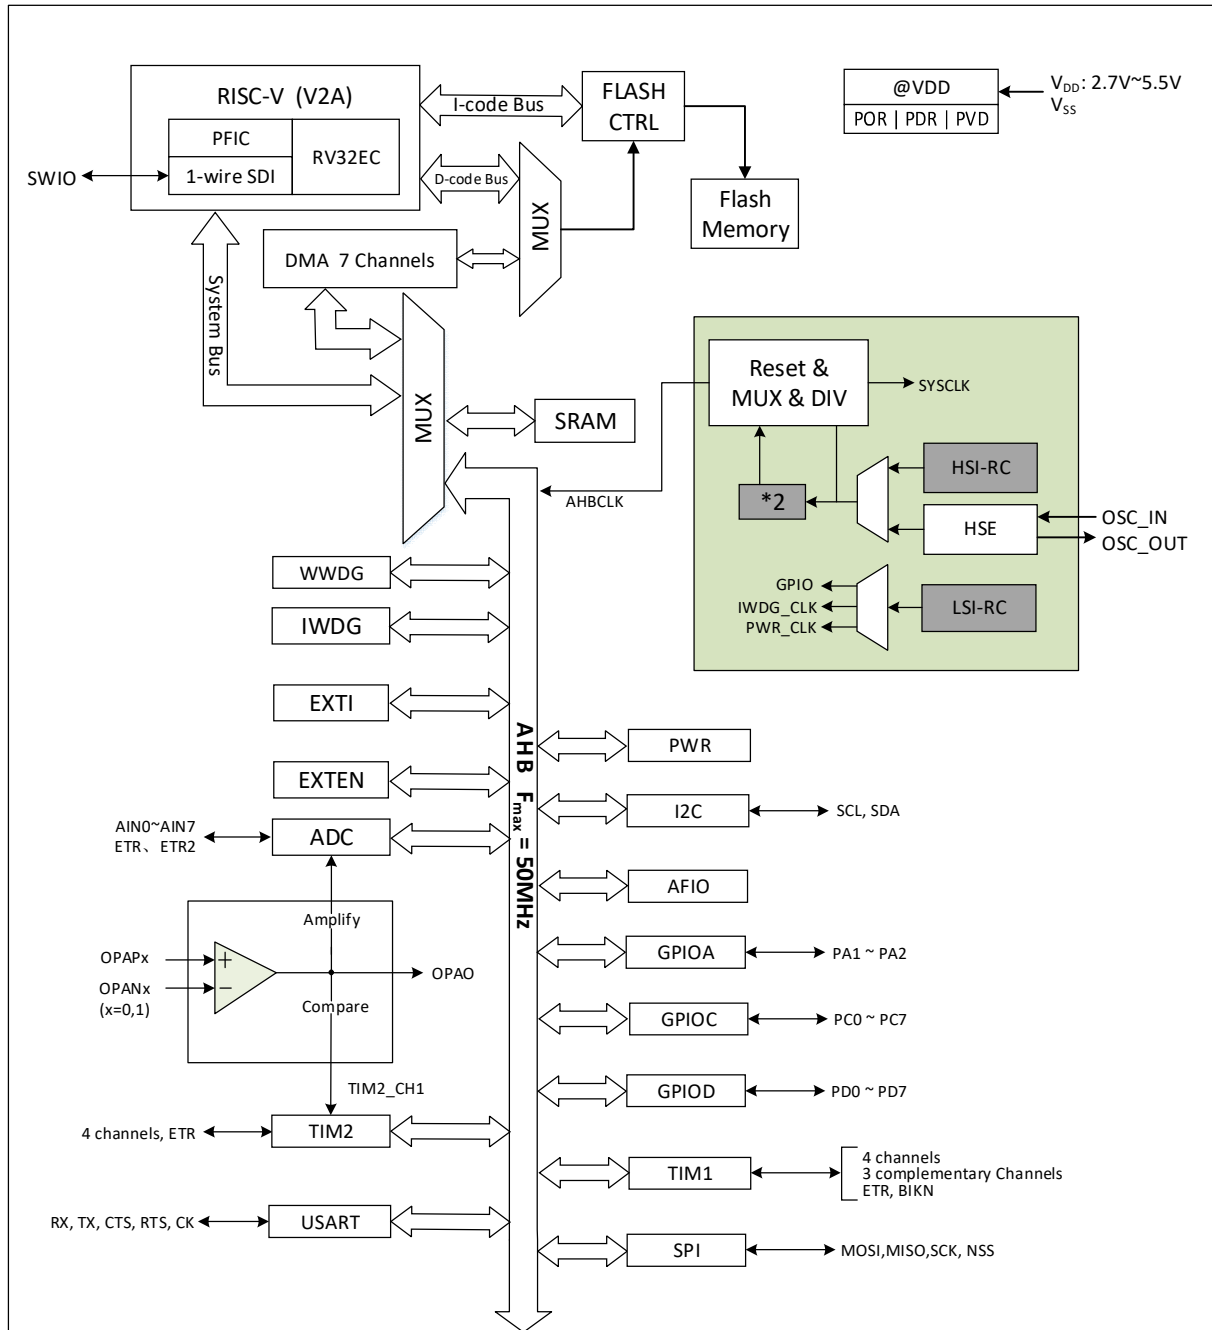 RISC-V (V2A)
PFIC
1-wire SDI
RV32EC
SWIO
I-code Bus
D-code Bus
FLASH
CTRL
Flash
Memory
MUX
@VDD
POR | PDR | PVD
VDD: 2.7V~5.5V
VSS
DMA 7 Channels
System Bus
MUX
SRAM
Reset &
MUX & DIV
SYSCLK
AHBCLK
*2
HSI-RC
HSE
OSC_IN
OSC_OUT
GPIO
IWDG_CLK
PWR_CLK
LSI-RC
WWDG
IWDG
EXTI
EXTEN
AIN0~AIN7
ETR、ETR2
ADC
Amplify
OPAPx
OPANx
(x=0,1)
+
−
OPAO
Compare
TIM2_CH1
4 channels, ETR
TIM2
RX, TX, CTS, RTS, CK
USART
AHB Fmax = 50MHz
PWR
I2C
SCL, SDA
AFIO
GPIOA
PA1 ~ PA2
GPIOC
PC0 ~ PC7
GPIOD
PD0 ~ PD7
TIM1
4 channels
3 complementary Channels
ETR, BIKN
SPI
MOSI,MISO,SCK, NSS